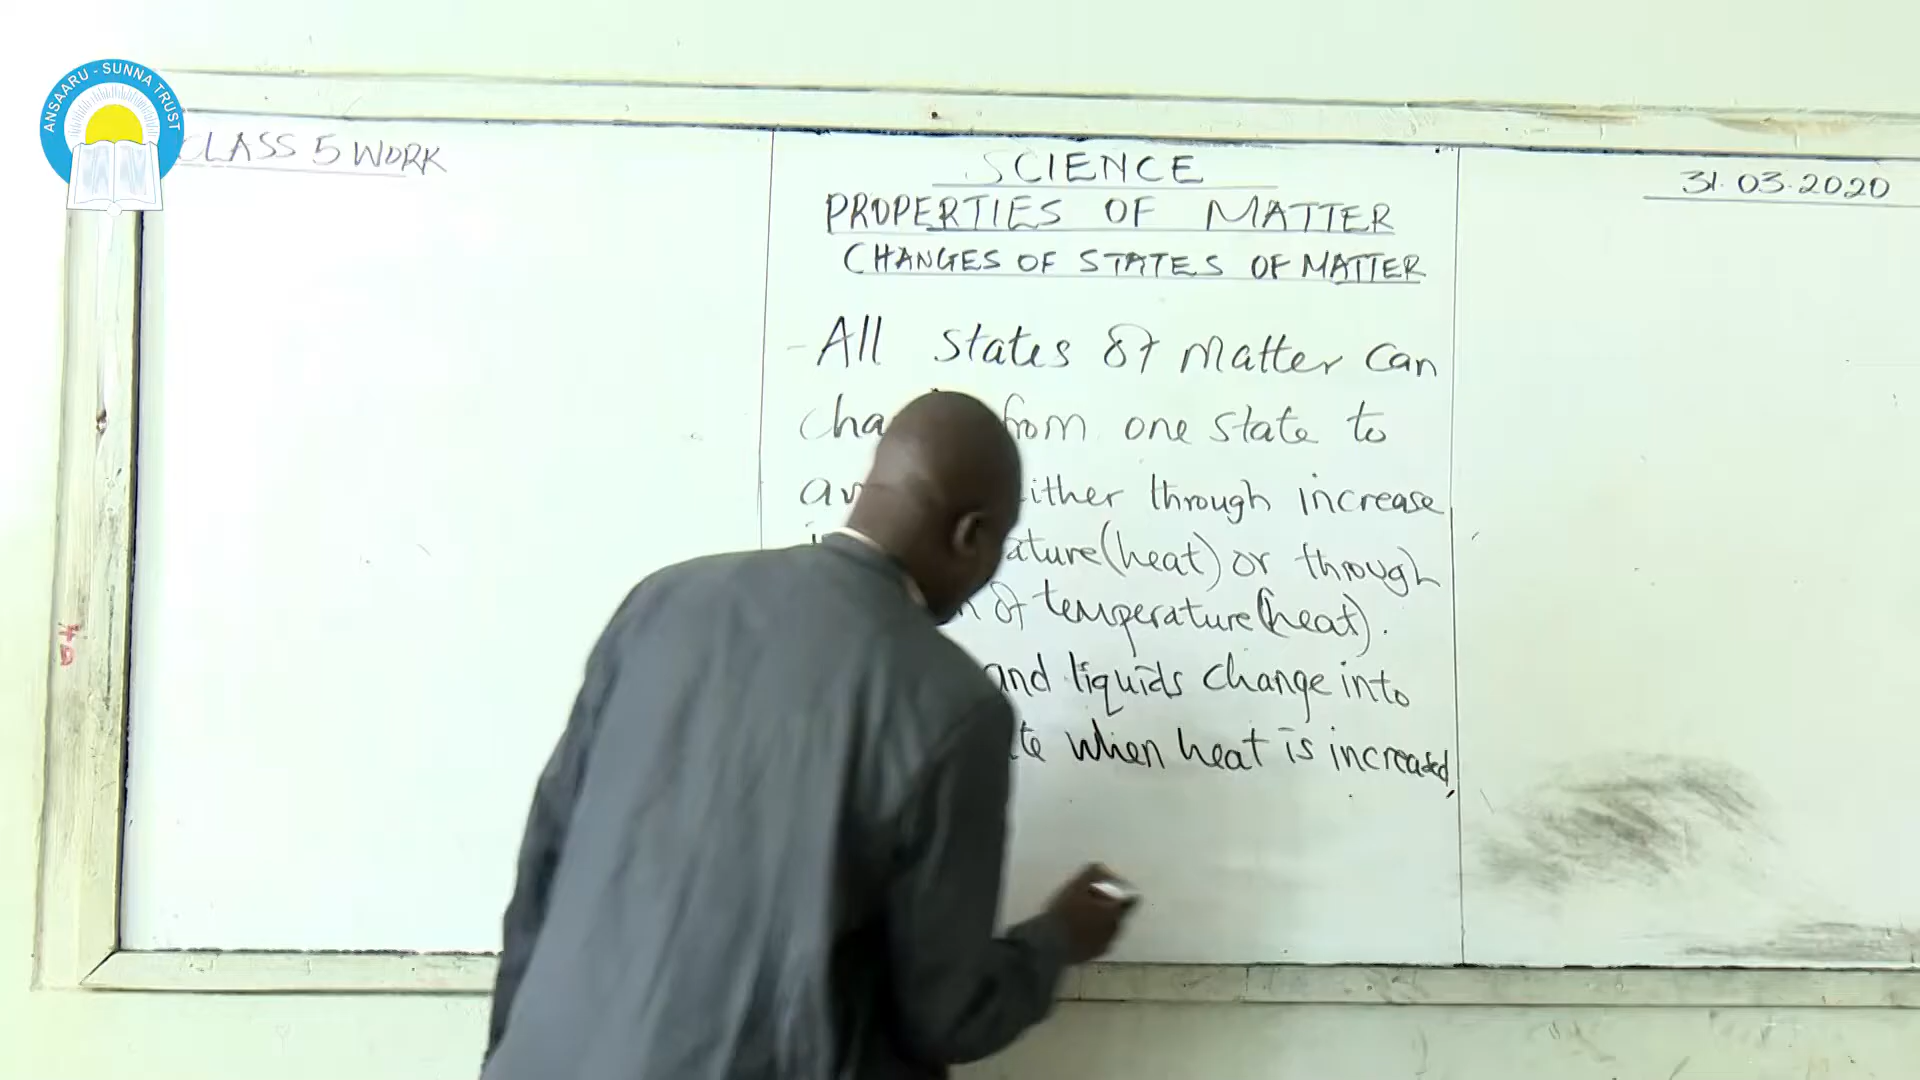 ANSAARU - SUNNA TRUST
CLASS 5 WORK
SCIENCE
31.03.2020
PROPERTIES OF MATTER
CHANGES OF STATES OF MATTER
- All states of Matter can
from one state to
through increase
(heat) or through
of temperature (heat).
and liquids change into
when heat is increased,